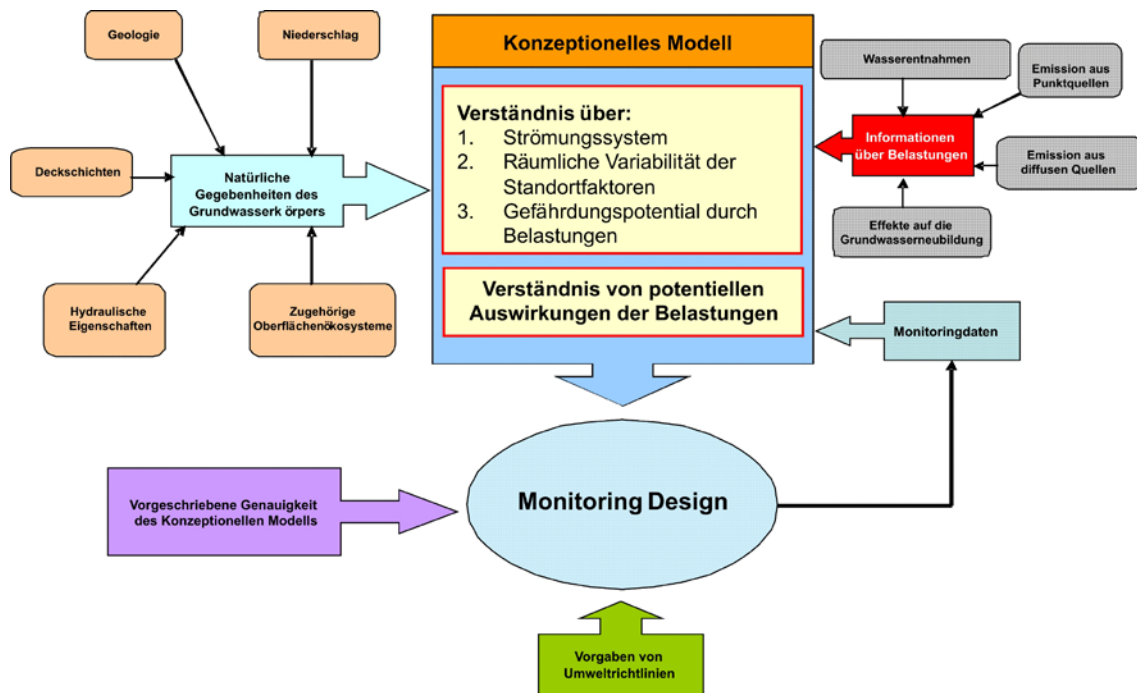 Geologie
Niederschlag
Deckschichten
Natürliche
Gegebenheiten des
Grundwasserk örpers
Hydraulische
Eigenschaften
Zugehörige
Oberflächenökosysteme
Konzeptionelles Modell
Verständnis über:
1. Strömungssystem
2. Räumliche Variabilität der
Standortfaktoren
3. Gefährdungspotential durch
Belastungen
Verständnis von potentiellen
Auswirkungen der Belastungen
Wasserentnahmen
Emission aus
Punktquellen
Informationen
über Belastungen
Emission aus
diffusen Quellen
Effekte auf die
Grundwasserneubildung
Monitoringdaten
Vorgeschriebene Genauigkeit
des Konzeptionellen Modells
Monitoring Design
Vorgaben von
Umweltrichtlinien